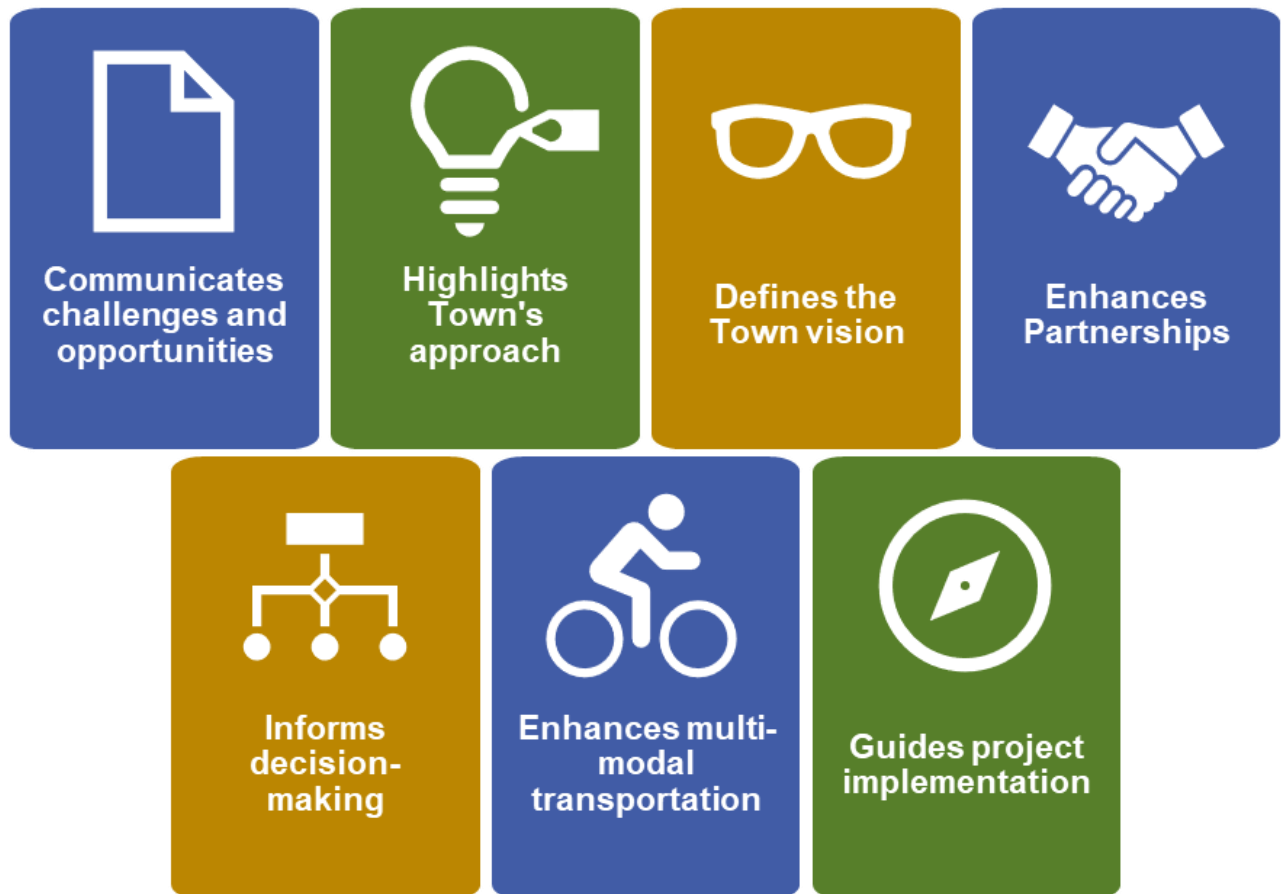 Communicates
challenges and
opportunities
Highlights
Town's
approach
Defines the
Town vision
Enhances
Partnerships
Informs
decision-
making
Enhances multi-
modal
transportation
Guides project
implementation